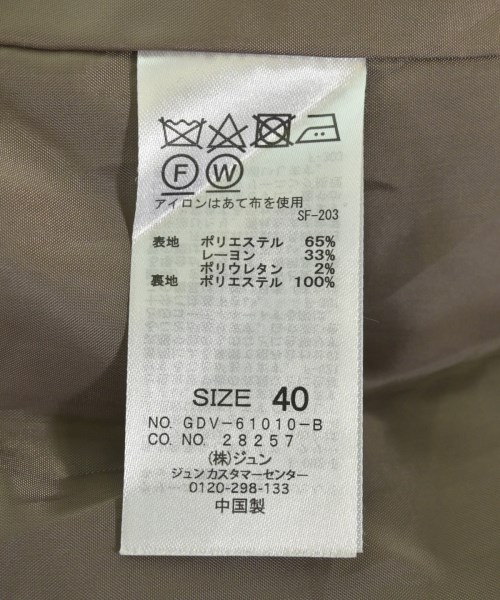 F W
アイロンはあて布を使用
SF-203
表地 ポリエステル 65%
レーヨン 33%
ポリウレタン 2%
裏地 ポリエステル 100%
SIZE 40
NO. GDV-61010-B
CO. NO. 28257
(株)ジュン
ジュンカスタマーセンター
0120-298-133
中国製